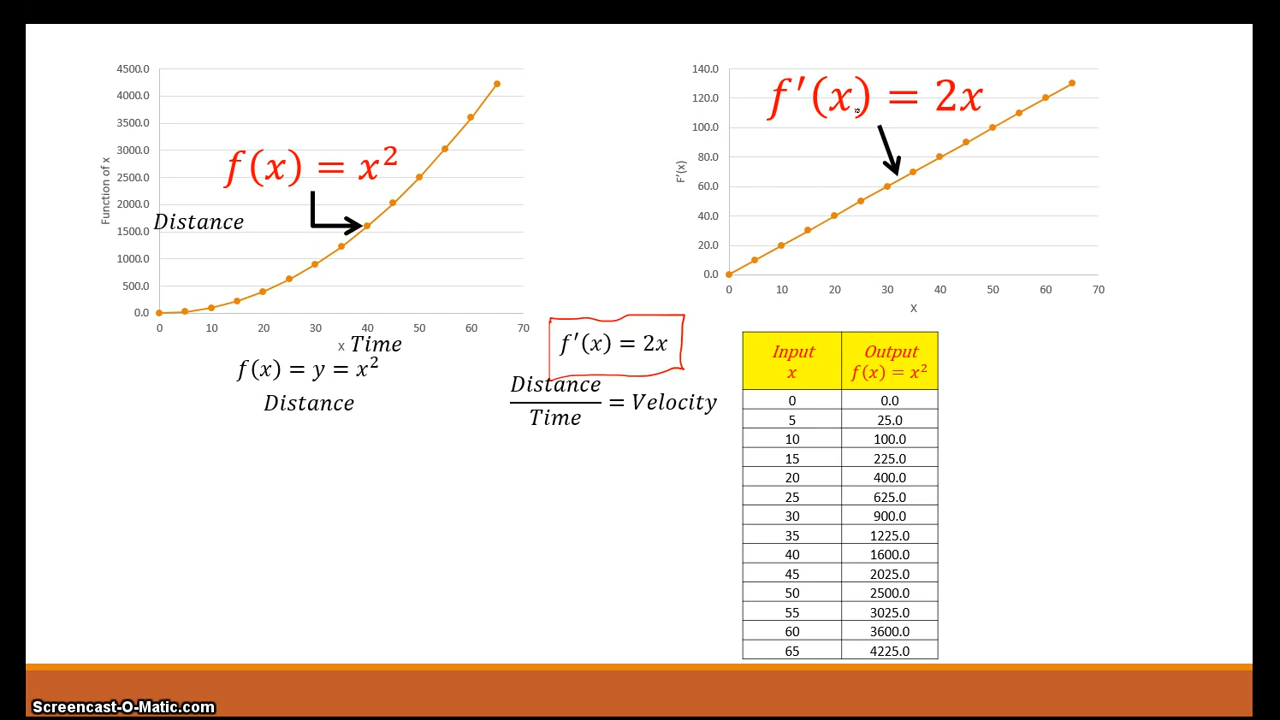 4500.0
4000.0
3500.0
3000.0
2500.0
2000.0
1500.0
1000.0
500.0
0.0
Function of x
f(x) = x²
Distance
0 10 20 30 40 50 60 70
x Time
f(x) = y = x²
Distance
140.0
120.0
100.0
80.0
60.0
40.0
20.0
0.0
F'(x)
f'(x) = 2x
0 10 20 30 40 50 60 70
X
f'(x) = 2x
Distance
Time
= Velocity
Input Output
x f(x) = x²
0 0.0
5 25.0
10 100.0
15 225.0
20 400.0
25 625.0
30 900.0
35 1225.0
40 1600.0
45 2025.0
50 2500.0
55 3025.0
60 3600.0
65 4225.0
Screencast-O-Matic.com